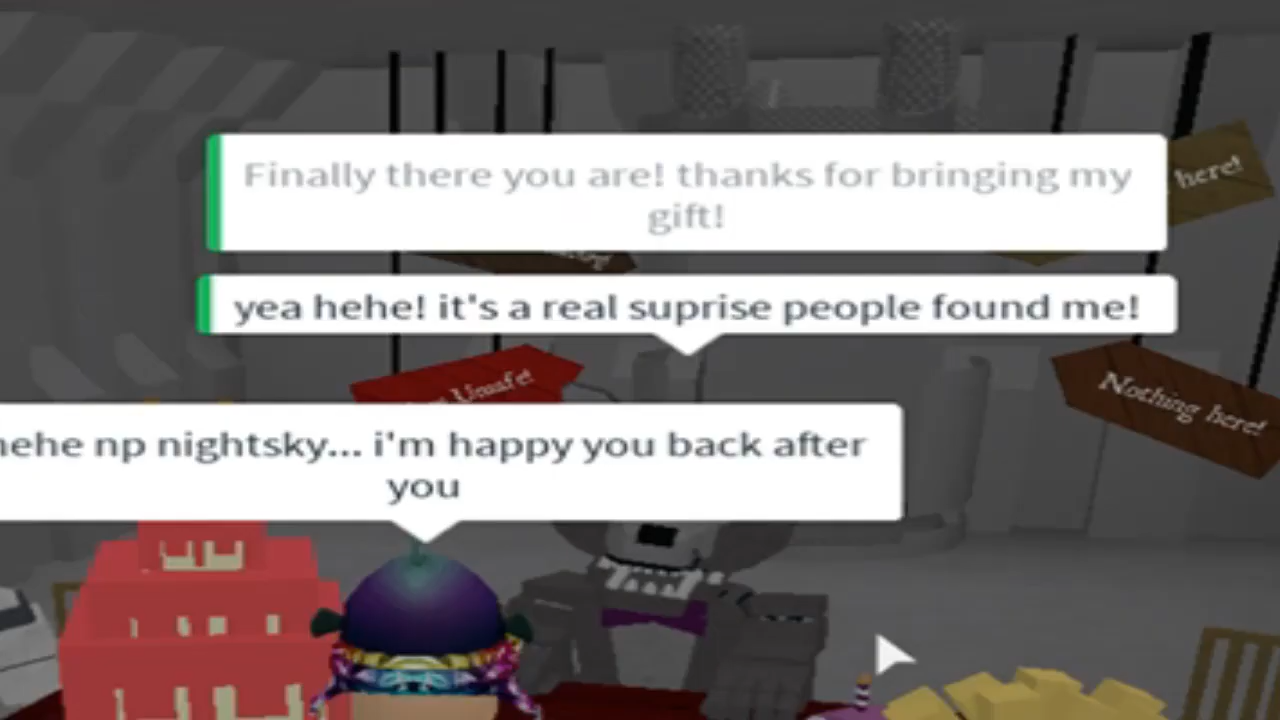 here!
Finally there you are! thanks for bringing my
gift!
yea hehe! it's a real suprise people found me!
Unsafe!
Nothing here!
hehe np nightsky... i'm happy you back after
you